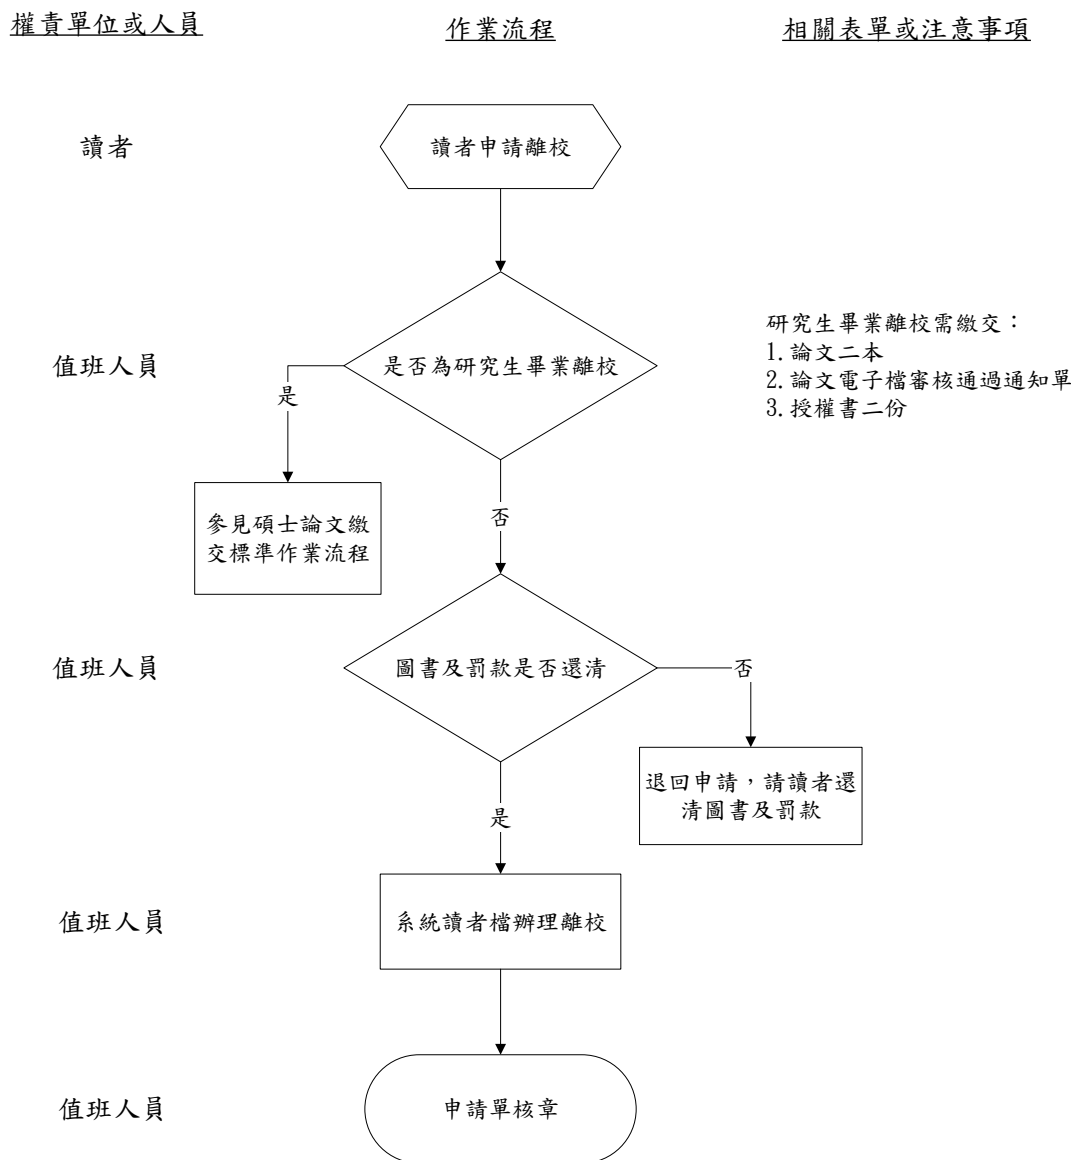 權責單位或人員
作業流程
相關表單或注意事項
讀者
讀者申請離校
值班人員
是否為研究生畢業離校
研究生畢業離校需繳交：
1.論文二本
2.論文電子檔審核通過通知單
3.授權書二份
是
否
參見碩士論文繳
交標準作業流程
值班人員
圖書及罰款是否還清
否
退回申請，請讀者還
清圖書及罰款
是
值班人員
系統讀者檔辦理離校
值班人員
申請單核章